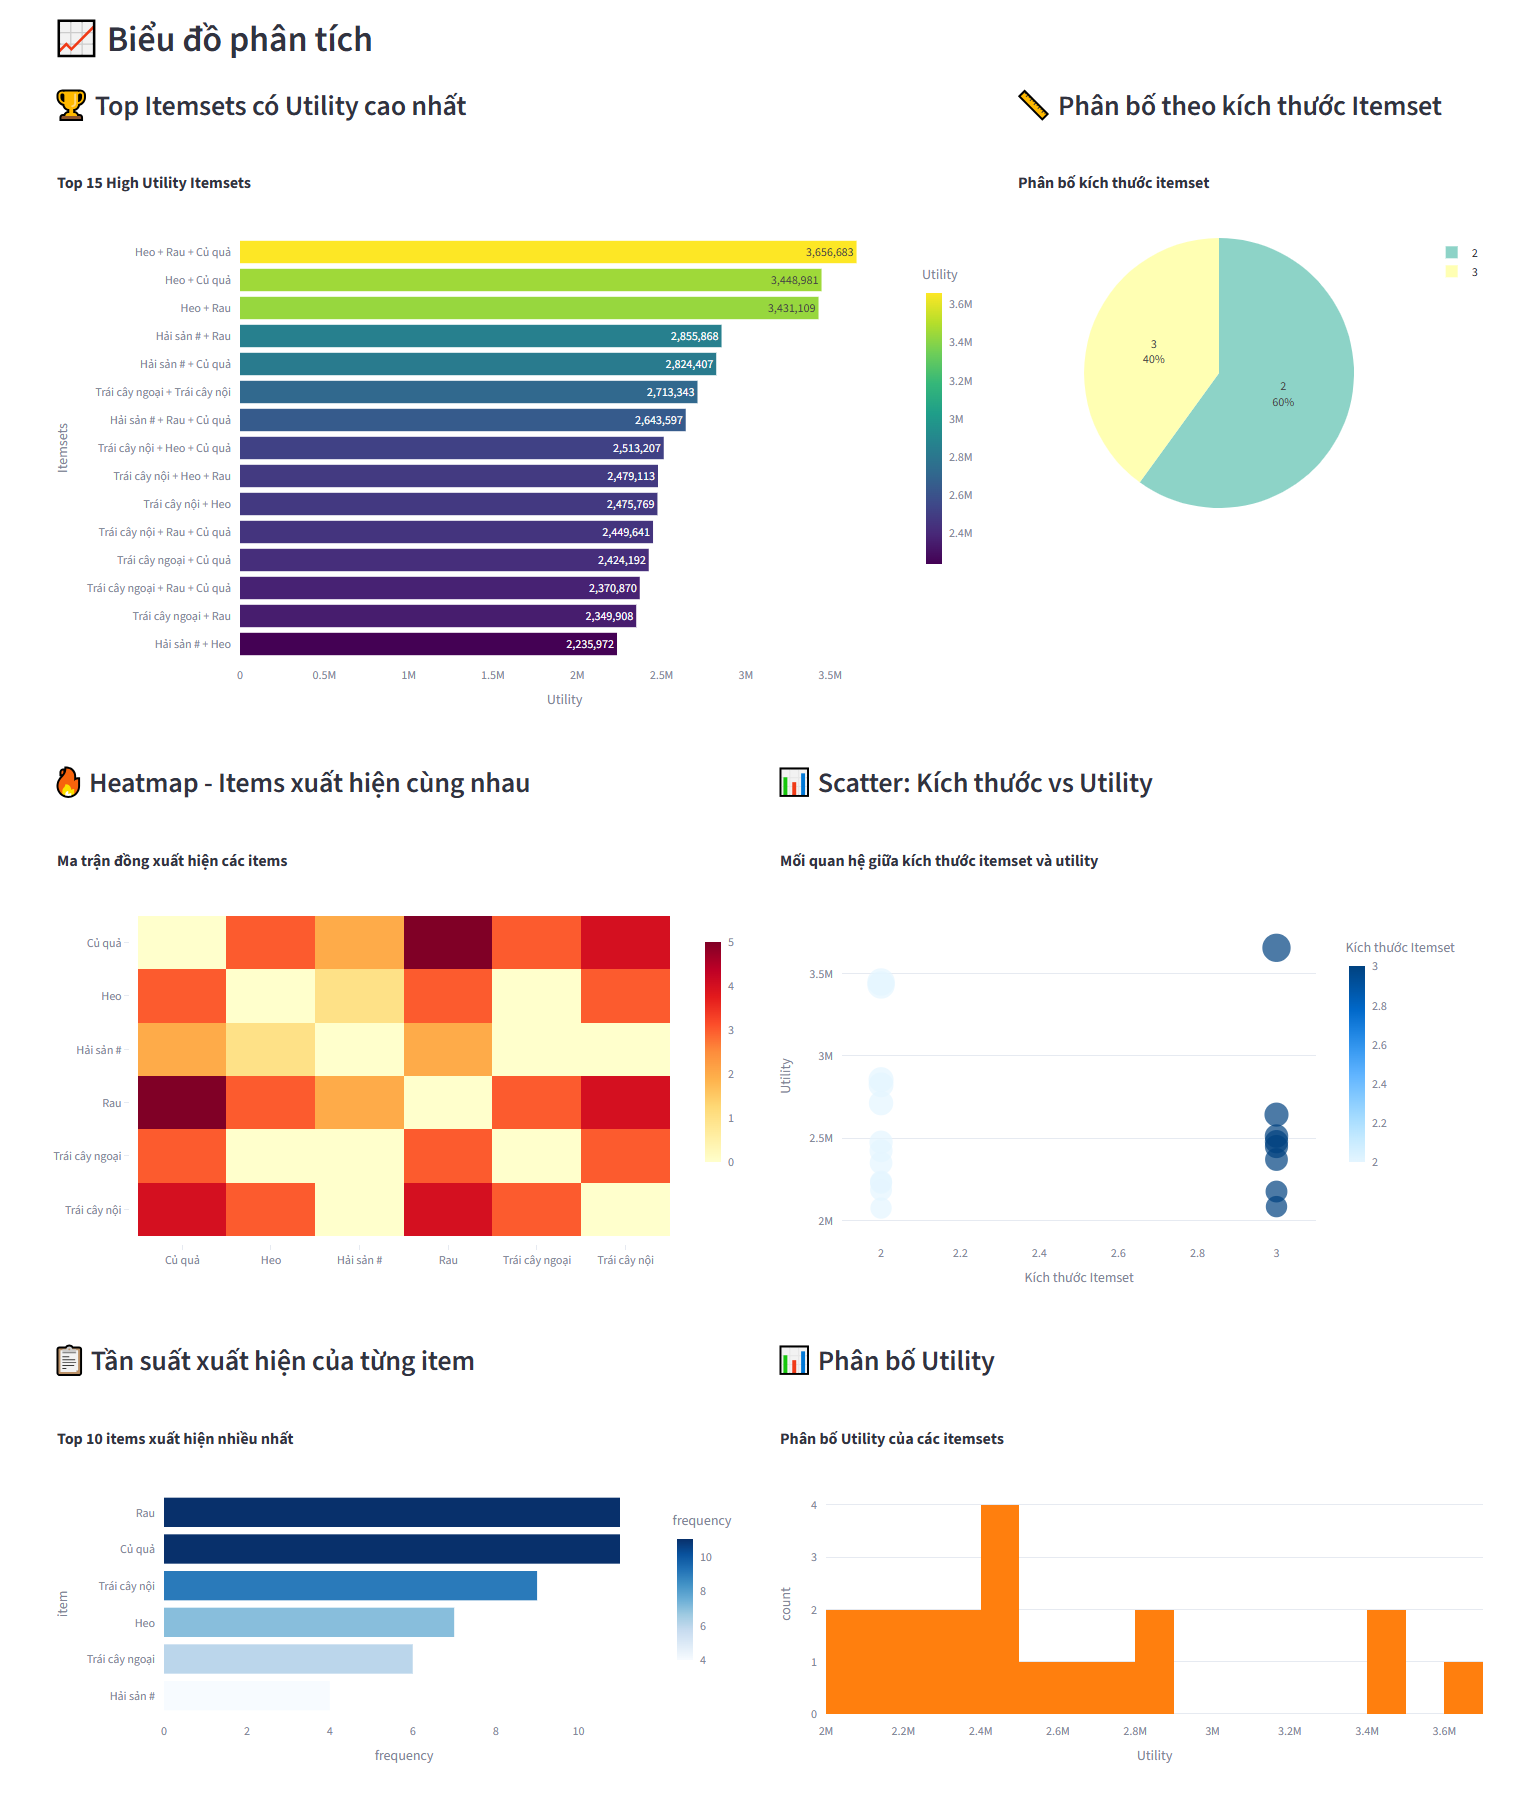 Biểu đồ phân tích
Top Itemsets có Utility cao nhất
Phân bố theo kích thước Itemset
Top 15 High Utility Itemsets
Phân bố kích thước itemset
Itemsets
Heo + Rau + Củ quả
3,656,683
Heo + Củ quả
3,448,981
Heo + Rau
3,431,109
Hải sản # + Rau
2,855,868
Hải sản # + Củ quả
2,824,407
Trái cây ngoại + Trái cây nội
2,713,343
Hải sản # + Rau + Củ quả
2,643,597
Trái cây nội + Heo + Củ quả
2,513,207
Trái cây nội + Heo + Rau
2,479,113
Trái cây nội + Heo
2,475,769
Trái cây nội + Rau + Củ quả
2,449,641
Trái cây ngoại + Củ quả
2,424,192
Trái cây ngoại + Rau + Củ quả
2,370,870
Trái cây ngoại + Rau
2,349,908
Hải sản # + Heo
2,235,972
0 0.5M 1M 1.5M 2M 2.5M 3M 3.5M
Utility
Utility
3.6M
3.4M
3.2M
3M
2.8M
2.6M
2.4M
3
40%
2
60%
2
3
Heatmap - Items xuất hiện cùng nhau
Scatter: Kích thước vs Utility
Ma trận đồng xuất hiện các items
Mối quan hệ giữa kích thước itemset và utility
Củ quả
Heo
Hải sản #
Rau
Trái cây ngoại
Trái cây nội
Củ quả Heo Hải sản # Rau Trái cây ngoại Trái cây nội
5
4
3
2
1
0
Utility
3.5M
3M
2.5M
2M
2 2.2 2.4 2.6 2.8 3
Kích thước Itemset
Kích thước Itemset
3
2.8
2.6
2.4
2.2
2
Tần suất xuất hiện của từng item
Phân bố Utility
Top 10 items xuất hiện nhiều nhất
Phân bố Utility của các itemsets
item
Rau
Củ quả
Trái cây nội
Heo
Trái cây ngoại
Hải sản #
0 2 4 6 8 10
frequency
frequency
10
8
6
4
count
4
3
2
1
0
2M 2.2M 2.4M 2.6M 2.8M 3M 3.2M 3.4M 3.6M
Utility